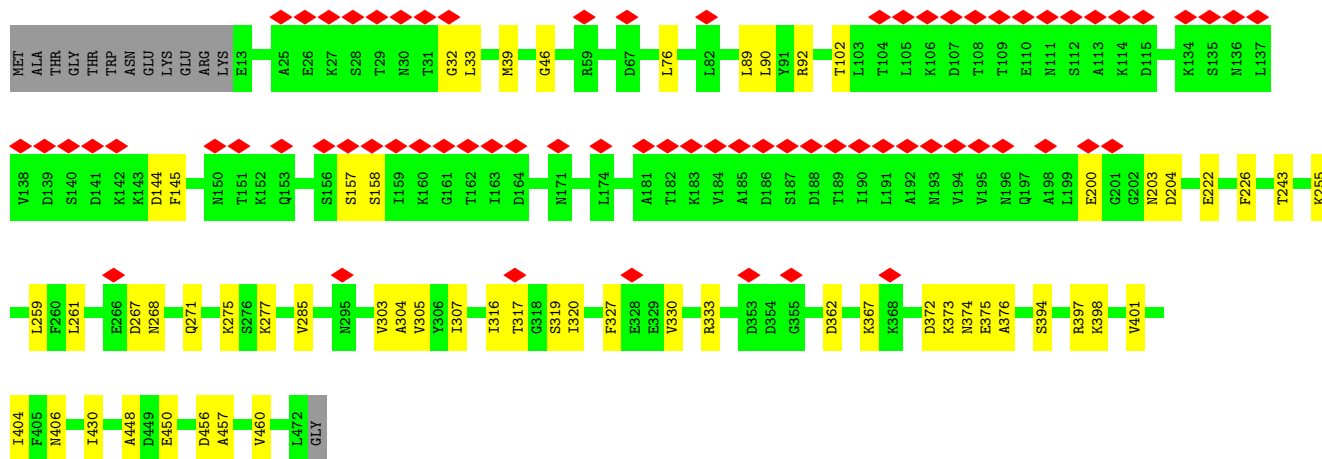 MET ALA THR GLY THR TRP ASN GLU LYS GLU ARG LYS E13 A25 E26 K27 S28 T29 N30 T31 G32 L33 M39 G46 R59 D67 L76 L82 L89 L90 Y91 R92 T102 L103 T104 L105 K106 D107 T108 T109 E110 N111 S112 A113 K114 D115 K134 S135 N136 L137
V138 D139 S140 D141 K142 K143 D144 F145 N150 T151 K152 Q153 S156 S157 S158 I159 K160 G161 T162 I163 D164 N171 L174 A181 T182 K183 V184 A185 D186 S187 D188 T189 I190 L191 A192 N193 V194 V195 N196 Q197 A198 L199 E200 G201 G202 N203 D204 E222 F226 T243 K255
L259 F260 L261 E266 D267 N268 Q271 K275 S276 K277 V285 N295 V303 A304 V305 Y306 I307 I316 T317 G318 S319 I320 F327 E328 E329 V330 R333 D353 D354 G355 D362 K367 K368 D372 K373 N374 E375 A376 S394 R397 K398 V401
I404 F405 N406 I430 A448 D449 E450 D456 A457 V460 L472 GLY